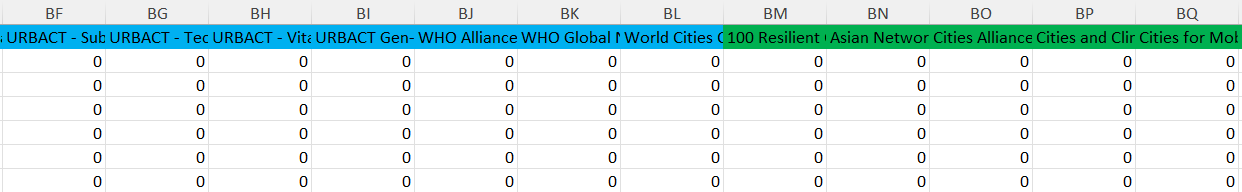 BF BG BH BI BJ BK BL BM BN BO BP BQ
URBACT - Sub URBACT - Tec URBACT - Vita URBACT Gen- WHO Alliance WHO Global World Cities 100 Resilient Asian Networ Cities Alliance Cities and Clir Cities for Mob
0 0 0 0 0 0 0 0 0 0 0 0
0 0 0 0 0 0 0 0 0 0 0 0
0 0 0 0 0 0 0 0 0 0 0 0
0 0 0 0 0 0 0 0 0 0 0 0
0 0 0 0 0 0 0 0 0 0 0 0
0 0 0 0 0 0 0 0 0 0 0 0